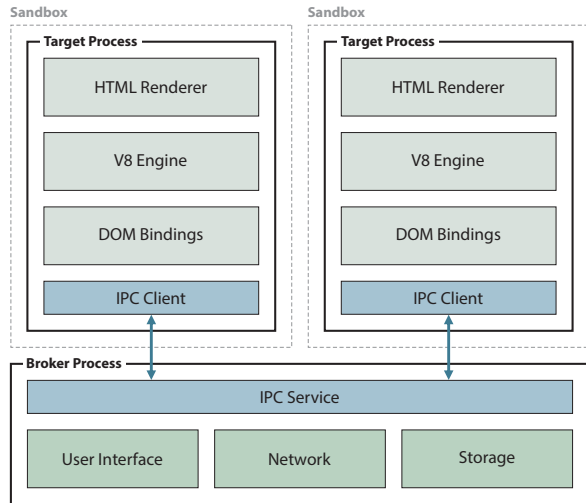 Sandbox
Target Process
HTML Renderer
V8 Engine
DOM Bindings
IPC Client
Sandbox
Target Process
HTML Renderer
V8 Engine
DOM Bindings
IPC Client
Broker Process
IPC Service
User Interface
Network
Storage